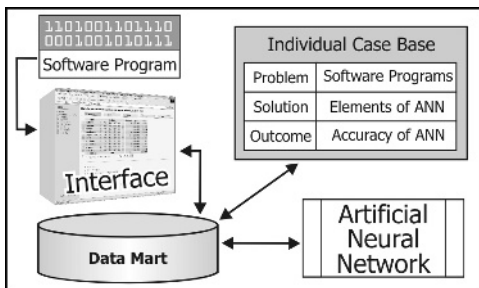 1101001101110
0001001010111
Software Program
Individual Case Base
Problem Software Programs
Solution Elements of ANN
Outcome Accuracy of ANN
Interface
Artificial
Neural
Network
Data Mart